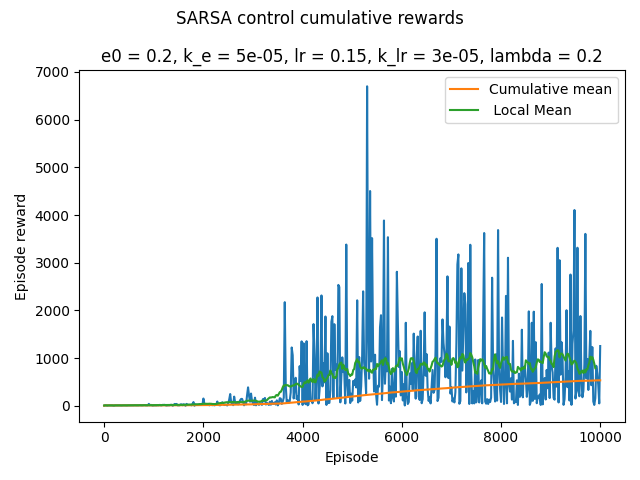 SARSA control cumulative rewards
e0 = 0.2, k_e = 5e-05, lr = 0.15, k_lr = 3e-05, lambda = 0.2
7000
6000
5000
4000
3000
2000
1000
0
Episode reward
Cumulative mean
Local Mean
0 2000 4000 6000 8000 10000
Episode